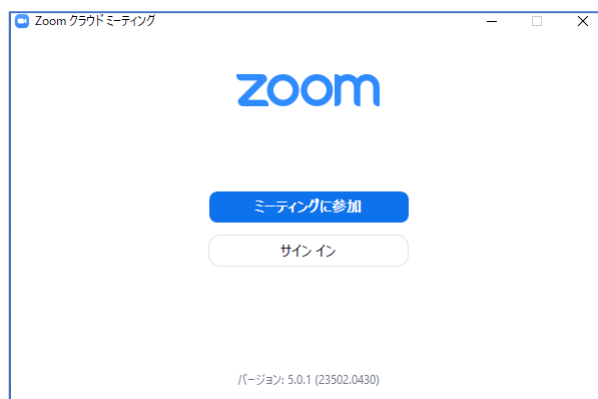 Zoom クラウド ミーティング
zoom
ミーティングに参加
サイン イン
バージョン: 5.0.1 (23502.0430)